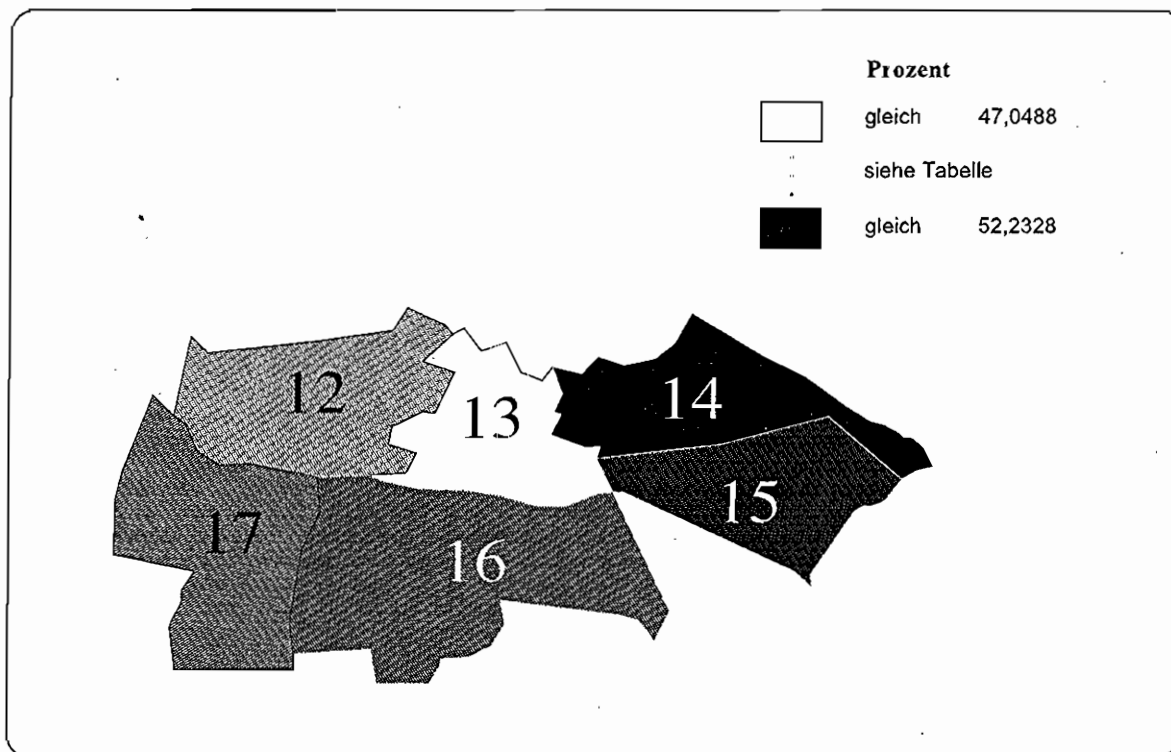 Prozent
gleich 47,0488
siehe Tabelle
gleich 52,2328
12
13
14
15
16
17